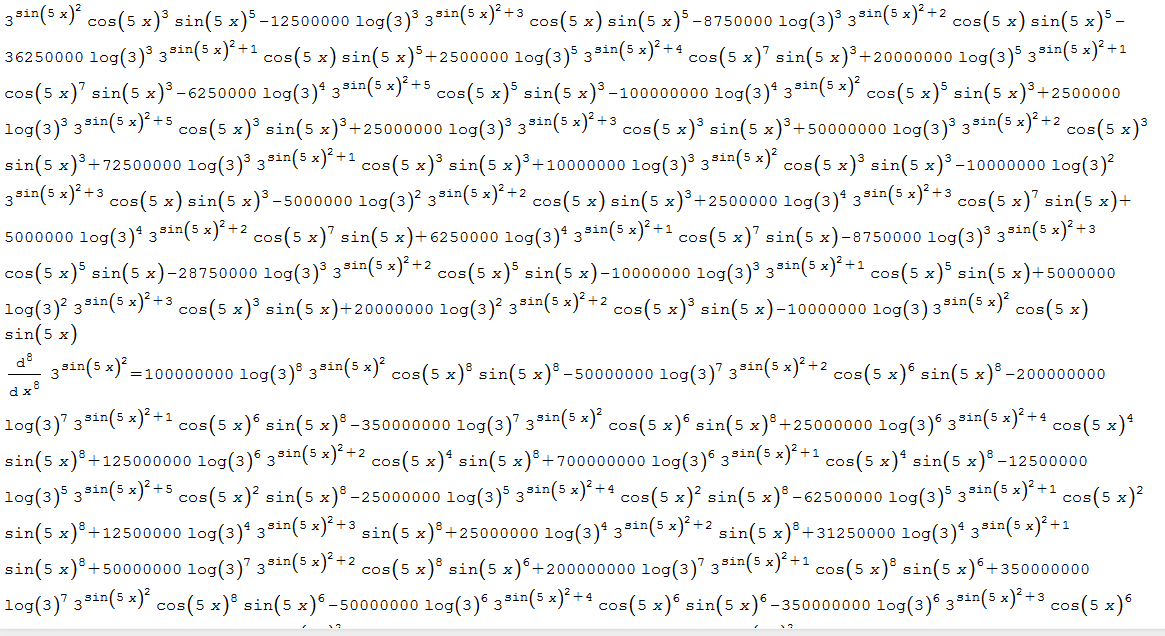 3^sin(5 x)^2 cos(5 x)^3 sin(5 x)^5-12500000 log(3)^3 3^sin(5 x)^2+3 cos(5 x) sin(5 x)^5-8750000 log(3)^3 3^sin(5 x)^2+2 cos(5 x) sin(5 x)^5-
36250000 log(3)^3 3^sin(5 x)^2+1 cos(5 x) sin(5 x)^5+2500000 log(3)^5 3^sin(5 x)^2+4 cos(5 x)^7 sin(5 x)^3+20000000 log(3)^5 3^sin(5 x)^2+1
cos(5 x)^7 sin(5 x)^3-6250000 log(3)^4 3^sin(5 x)^2+5 cos(5 x)^5 sin(5 x)^3-100000000 log(3)^4 3^sin(5 x)^2 cos(5 x)^5 sin(5 x)^3+2500000
log(3)^3 3^sin(5 x)^2+5 cos(5 x)^3 sin(5 x)^3+25000000 log(3)^3 3^sin(5 x)^2+3 cos(5 x)^3 sin(5 x)^3+50000000 log(3)^3 3^sin(5 x)^2+2 cos(5 x)^3
sin(5 x)^3+72500000 log(3)^3 3^sin(5 x)^2+1 cos(5 x)^3 sin(5 x)^3+10000000 log(3)^3 3^sin(5 x)^2 cos(5 x)^3 sin(5 x)^3-10000000 log(3)^2
3^sin(5 x)^2+3 cos(5 x) sin(5 x)^3-5000000 log(3)^2 3^sin(5 x)^2+2 cos(5 x) sin(5 x)^3+2500000 log(3)^4 3^sin(5 x)^2+3 cos(5 x)^7 sin(5 x)+
5000000 log(3)^4 3^sin(5 x)^2+2 cos(5 x)^7 sin(5 x)+6250000 log(3)^4 3^sin(5 x)^2+1 cos(5 x)^7 sin(5 x)-8750000 log(3)^3 3^sin(5 x)^2+3
cos(5 x)^5 sin(5 x)-28750000 log(3)^3 3^sin(5 x)^2+2 cos(5 x)^5 sin(5 x)-10000000 log(3)^3 3^sin(5 x)^2+1 cos(5 x)^5 sin(5 x)+5000000
log(3)^2 3^sin(5 x)^2+3 cos(5 x)^3 sin(5 x)+20000000 log(3)^2 3^sin(5 x)^2+2 cos(5 x)^3 sin(5 x)-10000000 log(3) 3^sin(5 x)^2 cos(5 x)
sin(5 x)
d^8/d x^8 3^sin(5 x)^2=100000000 log(3)^8 3^sin(5 x)^2 cos(5 x)^8 sin(5 x)^8-50000000 log(3)^7 3^sin(5 x)^2+2 cos(5 x)^6 sin(5 x)^8-200000000
log(3)^7 3^sin(5 x)^2+1 cos(5 x)^6 sin(5 x)^8-350000000 log(3)^7 3^sin(5 x)^2 cos(5 x)^6 sin(5 x)^8+25000000 log(3)^6 3^sin(5 x)^2+4 cos(5 x)^4
sin(5 x)^8+125000000 log(3)^6 3^sin(5 x)^2+2 cos(5 x)^4 sin(5 x)^8+700000000 log(3)^6 3^sin(5 x)^2+1 cos(5 x)^4 sin(5 x)^8-12500000
log(3)^5 3^sin(5 x)^2+5 cos(5 x)^2 sin(5 x)^8-25000000 log(3)^5 3^sin(5 x)^2+4 cos(5 x)^2 sin(5 x)^8-62500000 log(3)^5 3^sin(5 x)^2+1 cos(5 x)^2
sin(5 x)^8+12500000 log(3)^4 3^sin(5 x)^2+3 sin(5 x)^8+25000000 log(3)^4 3^sin(5 x)^2+2 sin(5 x)^8+31250000 log(3)^4 3^sin(5 x)^2+1
sin(5 x)^8+50000000 log(3)^7 3^sin(5 x)^2+2 cos(5 x)^8 sin(5 x)^6+200000000 log(3)^7 3^sin(5 x)^2+1 cos(5 x)^8 sin(5 x)^6+350000000
log(3)^7 3^sin(5 x)^2 cos(5 x)^8 sin(5 x)^6-50000000 log(3)^6 3^sin(5 x)^2+4 cos(5 x)^6 sin(5 x)^6-350000000 log(3)^6 3^sin(5 x)^2+3 cos(5 x)^6